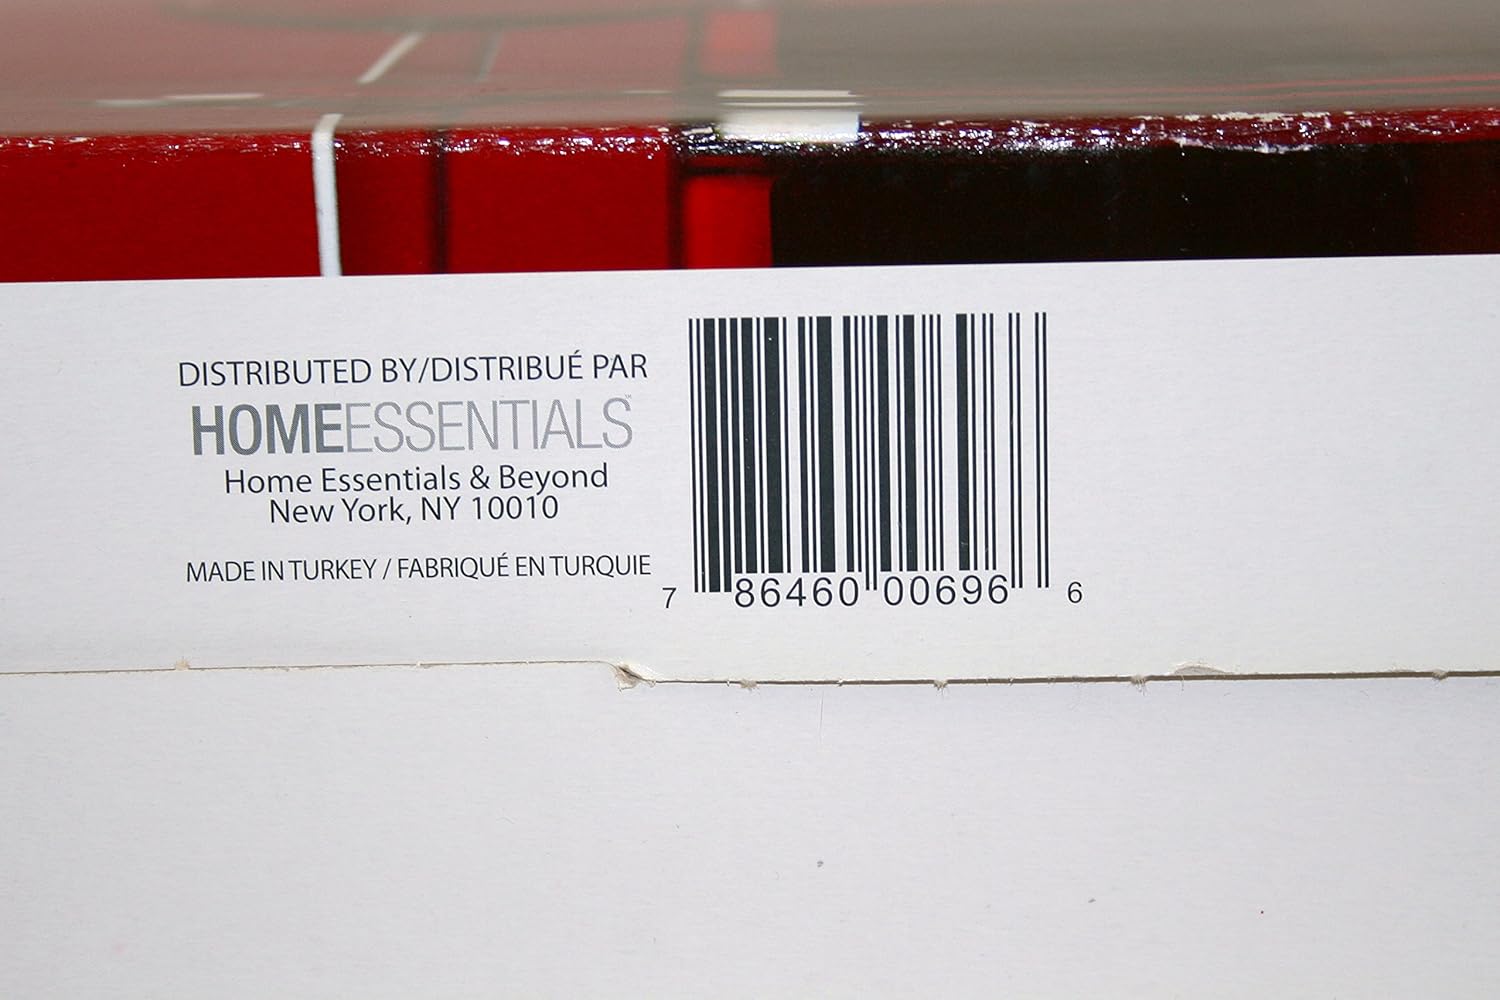 DISTRIBUTED BY/DISTRIBUÉ PAR
HOMEESSENTIALS™
Home Essentials & Beyond
New York, NY 10010
MADE IN TURKEY / FABRIQUÉ EN TURQUIE
7 86460 00696 6